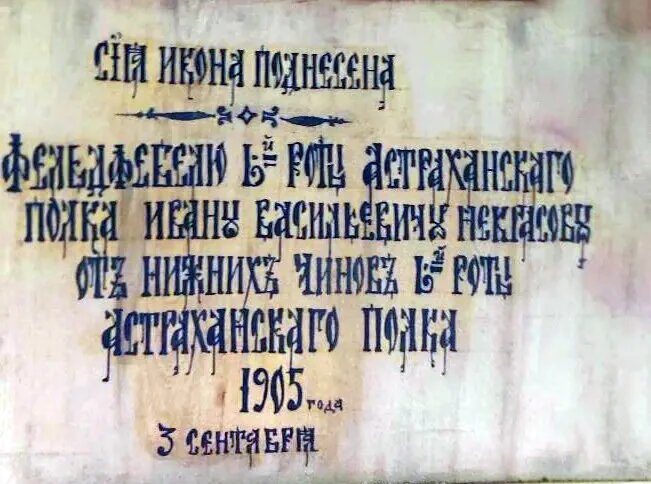 СІЯ ИКОНА ПОДНЕСЕНА
ФЕЛЬДФЕБЕЛЮ 6й РОТЫ АСТРАХАНСКАГО
ПОЛКА ИВАНУ ВАСИЛЬЕВИЧУ НЕКРАСОВУ
ОТЪ НИЖНИХЪ ЧИНОВЪ 6й РОТЫ
АСТРАХАНСКАГО ПОЛКА
1905 года
3 СЕНТЯБРЯ